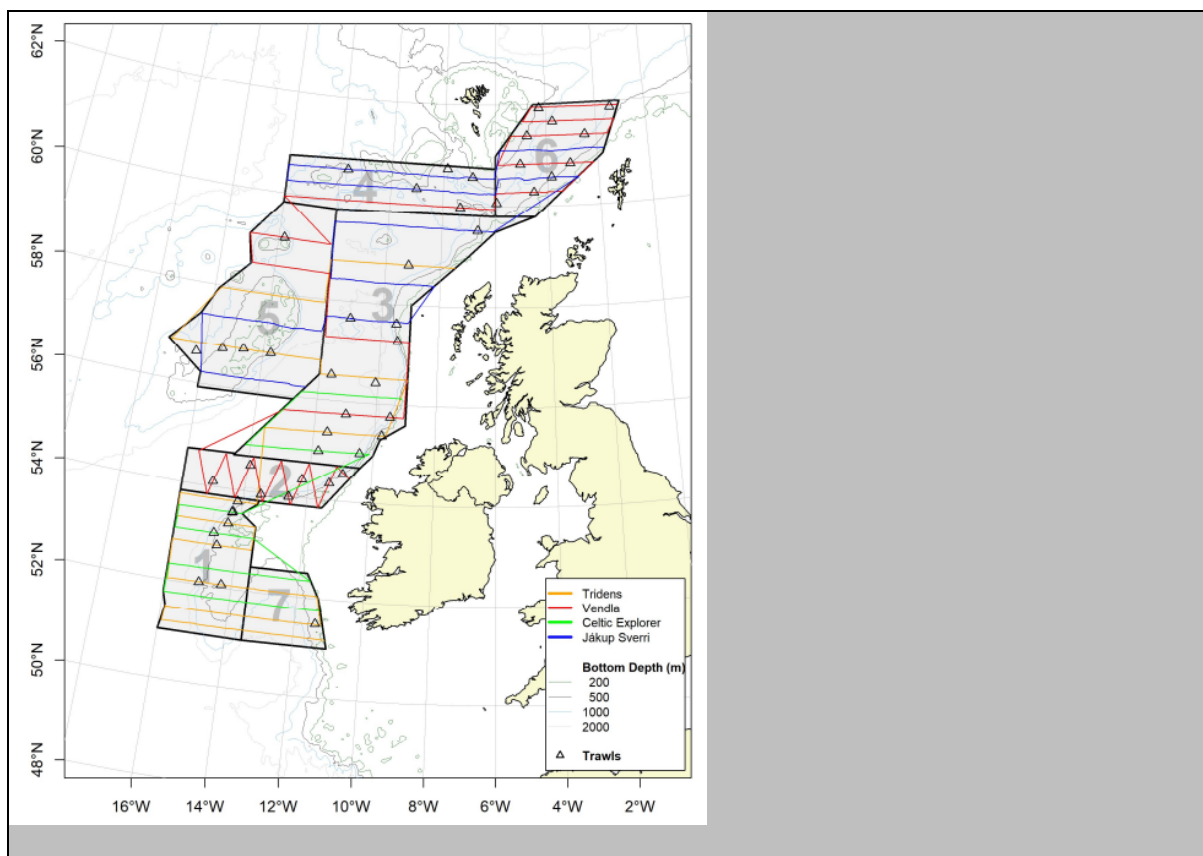 62°N
60°N
58°N
56°N
54°N
52°N
50°N
48°N
6
4
3
5
2
1
7
Tridens
Vendla
Celtic Explorer
Jákup Sverri
Bottom Depth (m)
200
500
1000
2000
Trawls
16°W 14°W 12°W 10°W 8°W 6°W 4°W 2°W